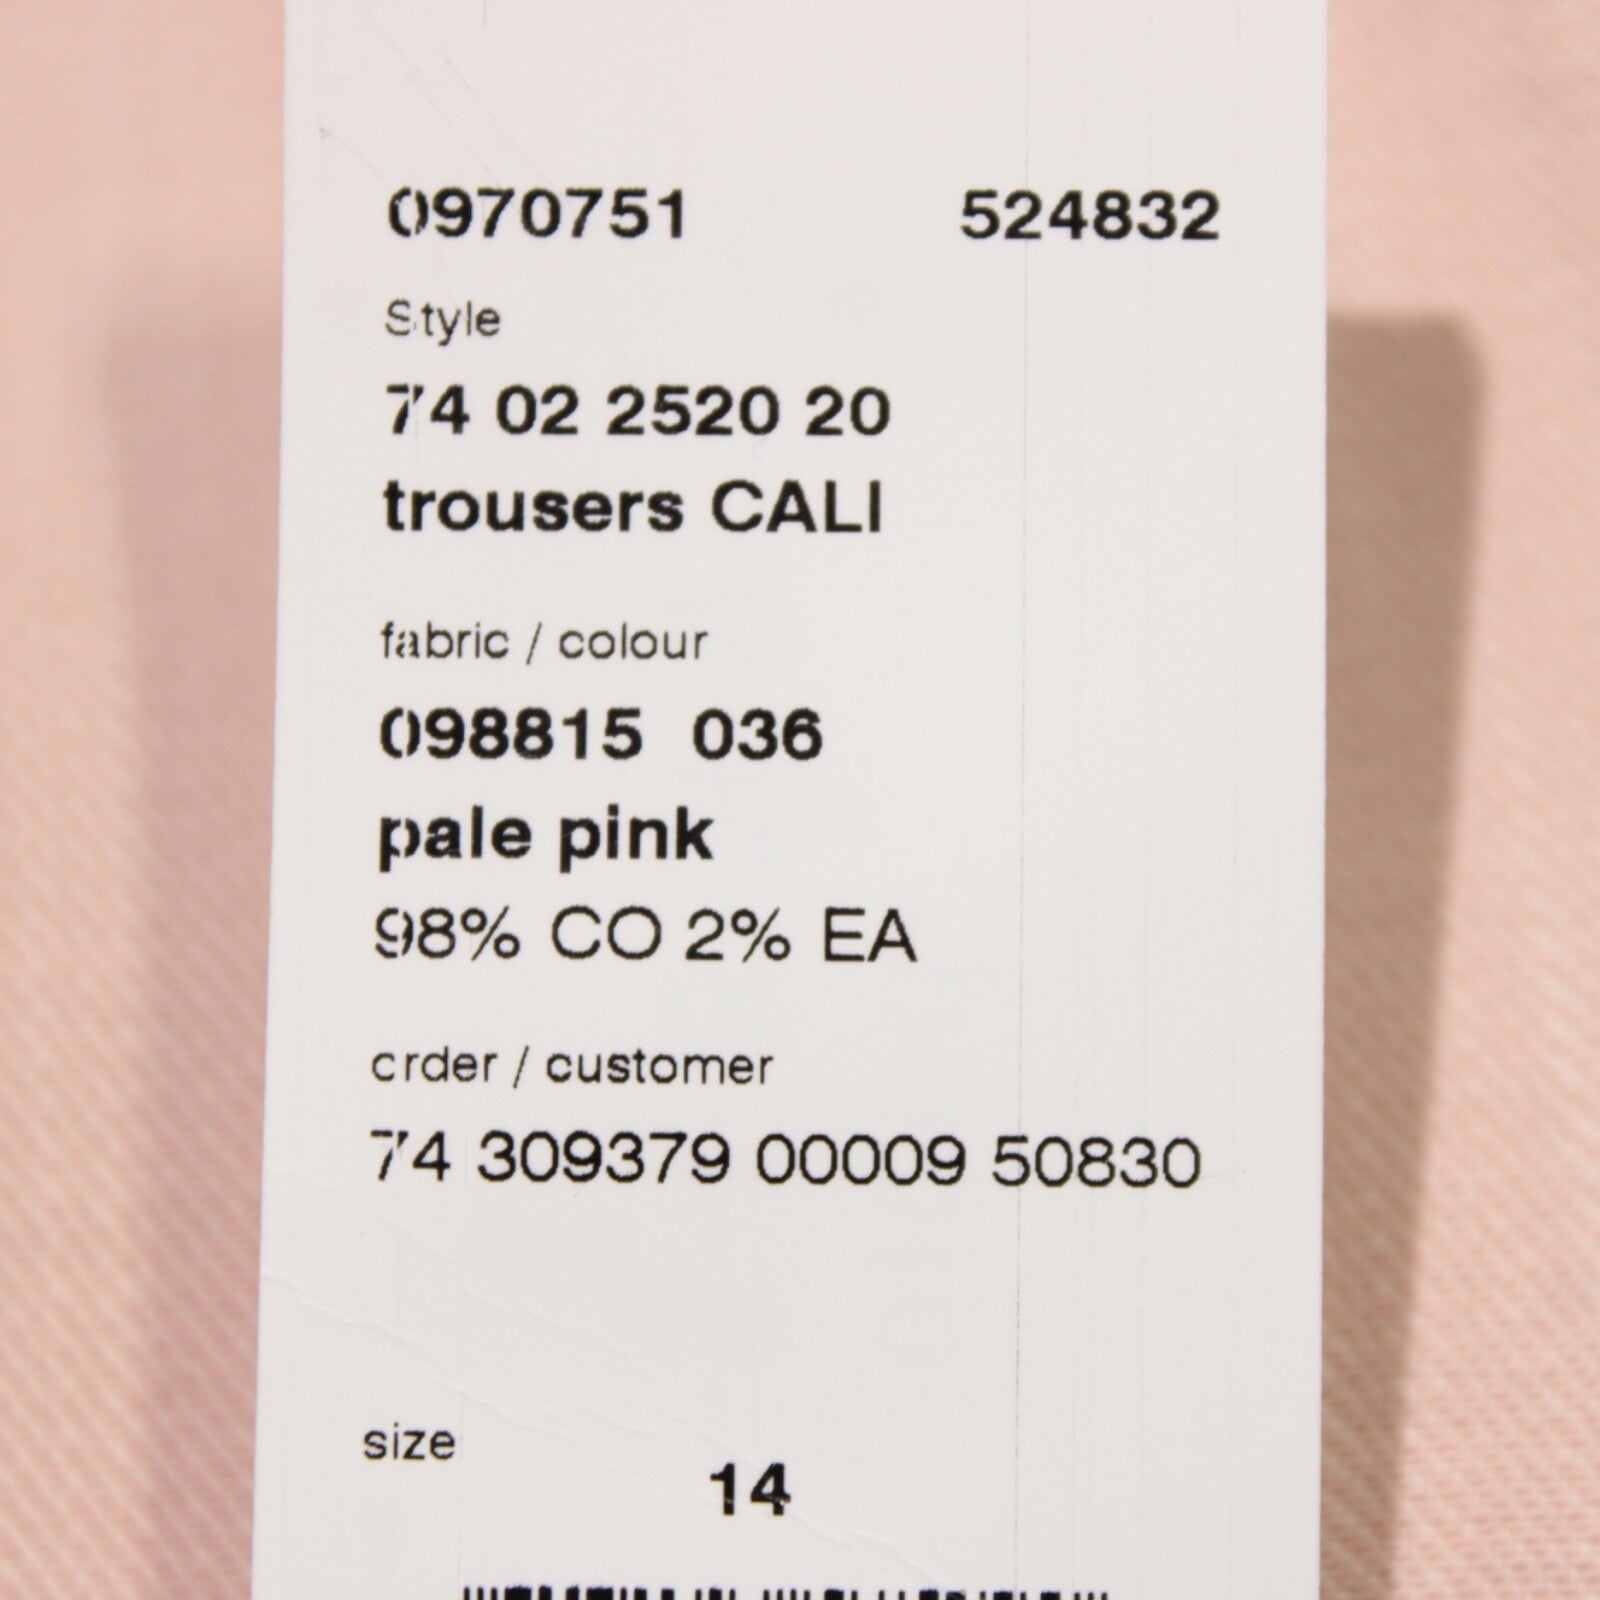 0970751 524832
Style
74 02 2520 20
trousers CALI
fabric / colour
098815 036
pale pink
98% CO 2% EA
order / customer
74 309379 00009 50830
size
14